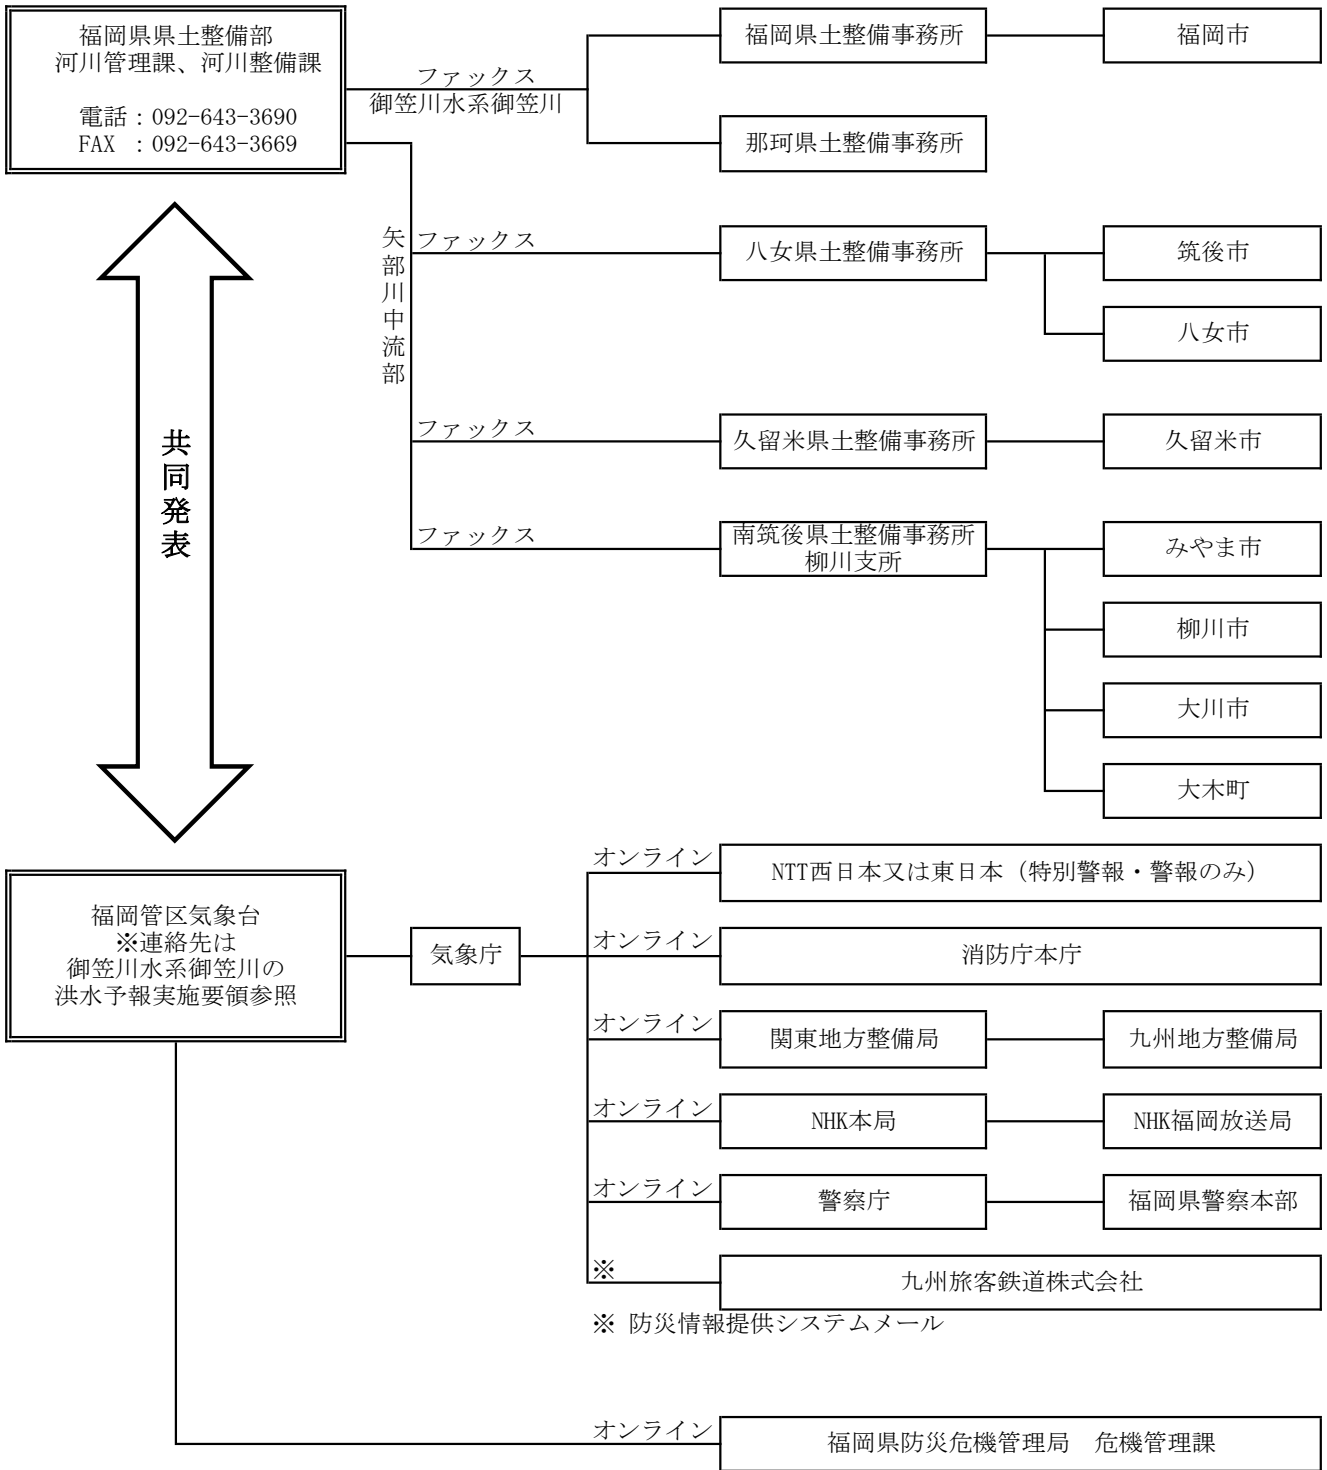 福岡県県土整備部
河川管理課、河川整備課
電話：092-643-3690
FAX ：092-643-3669
ファックス
御笠川水系御笠川
福岡県土整備事務所
福岡市
那珂県土整備事務所
矢部川中流部
ファックス
八女県土整備事務所
筑後市
八女市
ファックス
久留米県土整備事務所
久留米市
ファックス
南筑後県土整備事務所
柳川支所
みやま市
柳川市
大川市
大木町
共同発表
福岡管区気象台
※連絡先は
御笠川水系御笠川の
洪水予報実施要領参照
気象庁
オンライン
NTT西日本又は東日本（特別警報・警報のみ）
オンライン
消防庁本庁
オンライン
関東地方整備局
九州地方整備局
オンライン
NHK本局
NHK福岡放送局
オンライン
警察庁
福岡県警察本部
※
九州旅客鉄道株式会社
※ 防災情報提供システムメール
オンライン
福岡県防災危機管理局　危機管理課